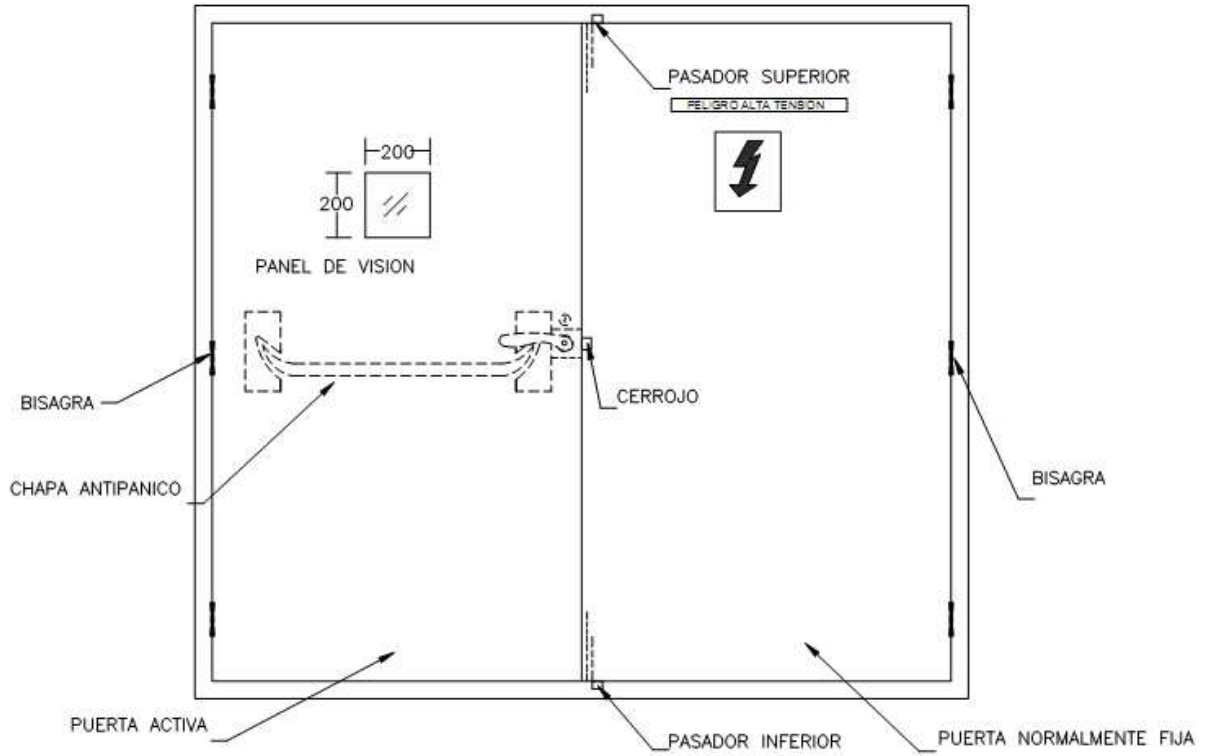 PASADOR SUPERIOR
PELIGRO ALTA TENSION
200
200
PANEL DE VISION
BISAGRA
CERROJO
CHAPA ANTIPANICO
BISAGRA
PUERTA ACTIVA
PASADOR INFERIOR
PUERTA NORMALMENTE FIJA